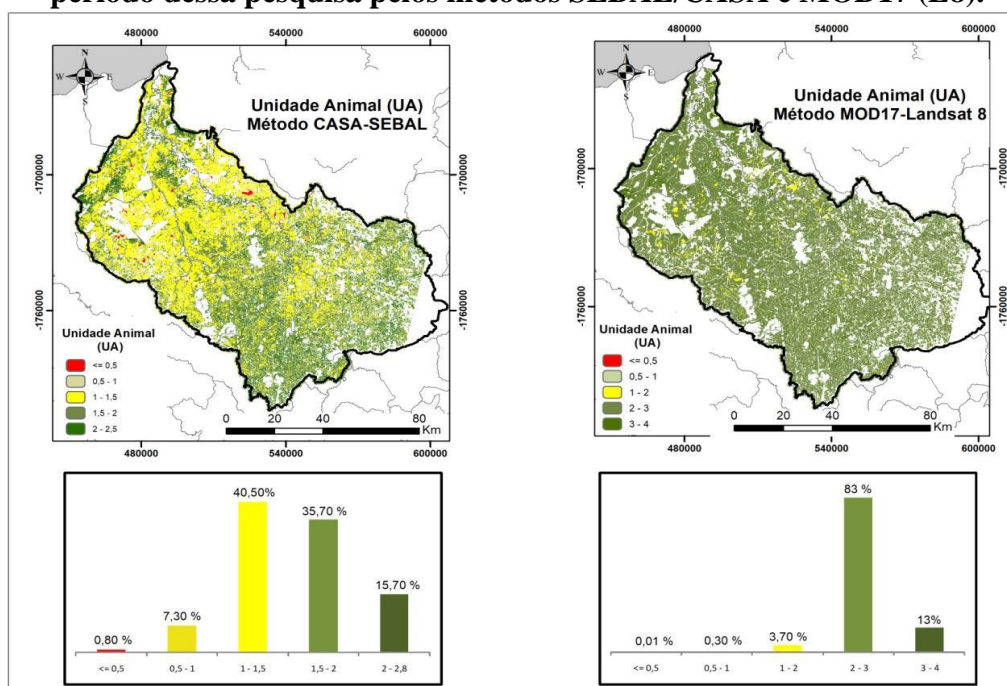 período dessa pesquisa pelos métodos SEBAL/CASA e MOD17 (L8).
480000 540000 600000
N
W E
S
Unidade Animal (UA)
Método CASA-SEBAL
-1700000
-1760000
Unidade Animal
(UA)
<= 0,5
0,5 - 1
1 - 1,5
1,5 - 2
2 - 2,5
0 20 40 80
Km
480000 540000 600000
480000 540000 600000
N
W E
S
Unidade Animal (UA)
Método MOD17-Landsat 8
-1700000
-1760000
Unidade Animal
(UA)
<= 0,5
0,5 - 1
1 - 2
2 - 3
3 - 4
0 20 40 80
Km
480000 540000 600000
0,80 %
7,30 %
40,50%
35,70 %
15,70 %
<= 0,5 0,5 - 1 1 - 1,5 1,5 - 2 2 - 2,8
0,01 %
0,30 %
3,70 %
83 %
13%
<= 0,5 0,5 - 1 1 - 2 2 - 3 3 - 4